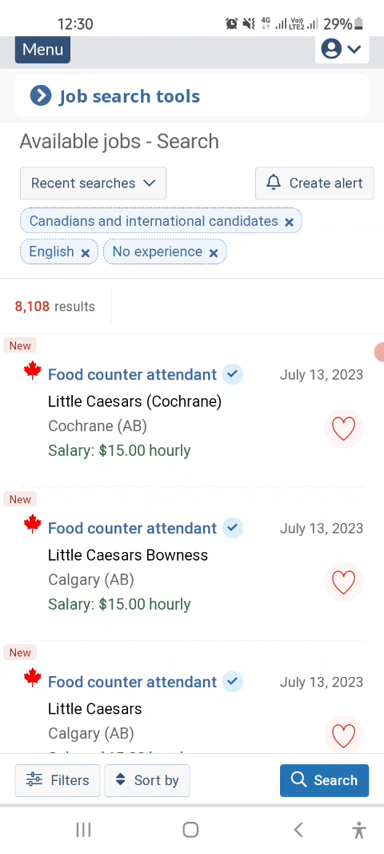 12:30 4G Vo) LTE2 29%
Menu
Job search tools
Available jobs - Search
Recent searches Create alert
Canadians and international candidates ×
English × No experience ×
8,108 results
New
Food counter attendant July 13, 2023
Little Caesars (Cochrane)
Cochrane (AB)
Salary: $15.00 hourly
New
Food counter attendant July 13, 2023
Little Caesars Bowness
Calgary (AB)
Salary: $15.00 hourly
New
Food counter attendant July 13, 2023
Little Caesars
Calgary (AB)
Filters Sort by Search